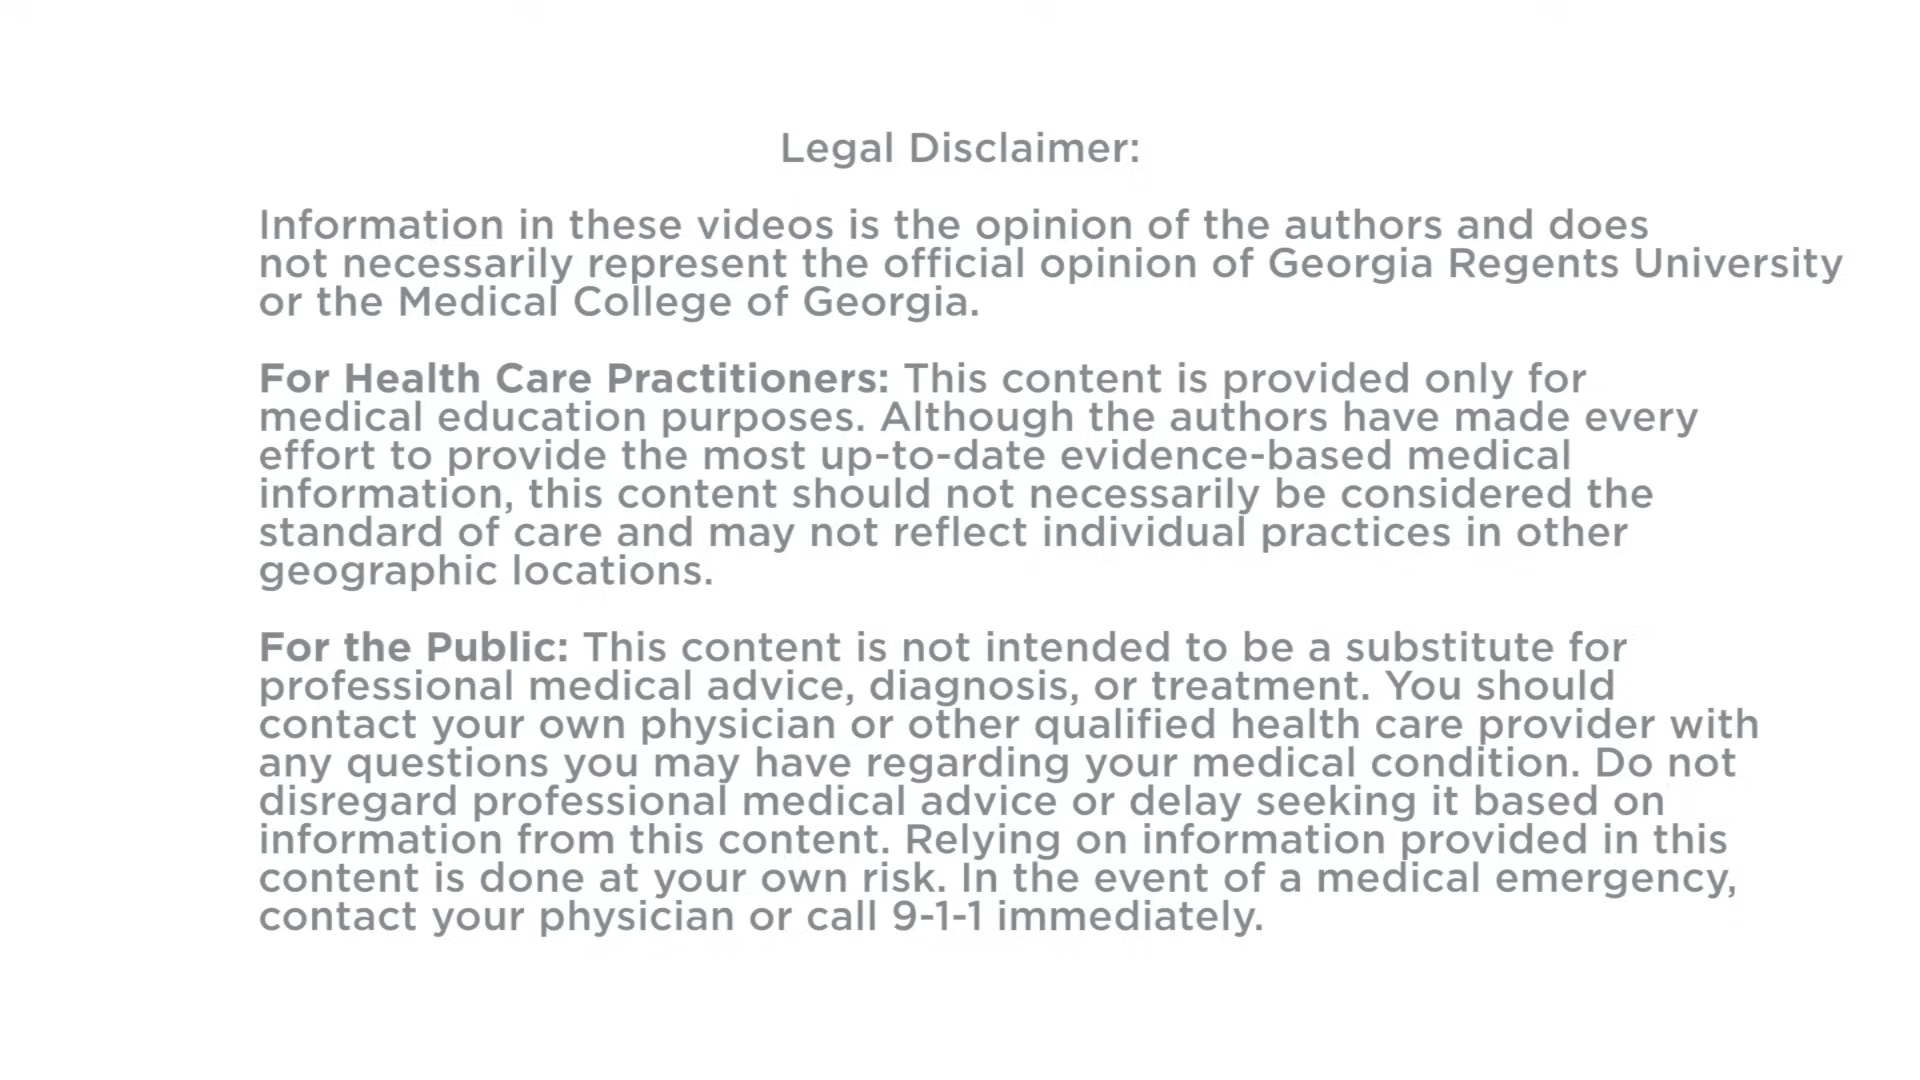 Legal Disclaimer:
Information in these videos is the opinion of the authors and does
not necessarily represent the official opinion of Georgia Regents University
or the Medical College of Georgia.
For Health Care Practitioners: This content is provided only for
medical education purposes. Although the authors have made every
effort to provide the most up-to-date evidence-based medical
information, this content should not necessarily be considered the
standard of care and may not reflect individual practices in other
geographic locations.
For the Public: This content is not intended to be a substitute for
professional medical advice, diagnosis, or treatment. You should
contact your own physician or other qualified health care provider with
any questions you may have regarding your medical condition. Do not
disregard professional medical advice or delay seeking it based on
information from this content. Relying on information provided in this
content is done at your own risk. In the event of a medical emergency,
contact your physician or call 9-1-1 immediately.